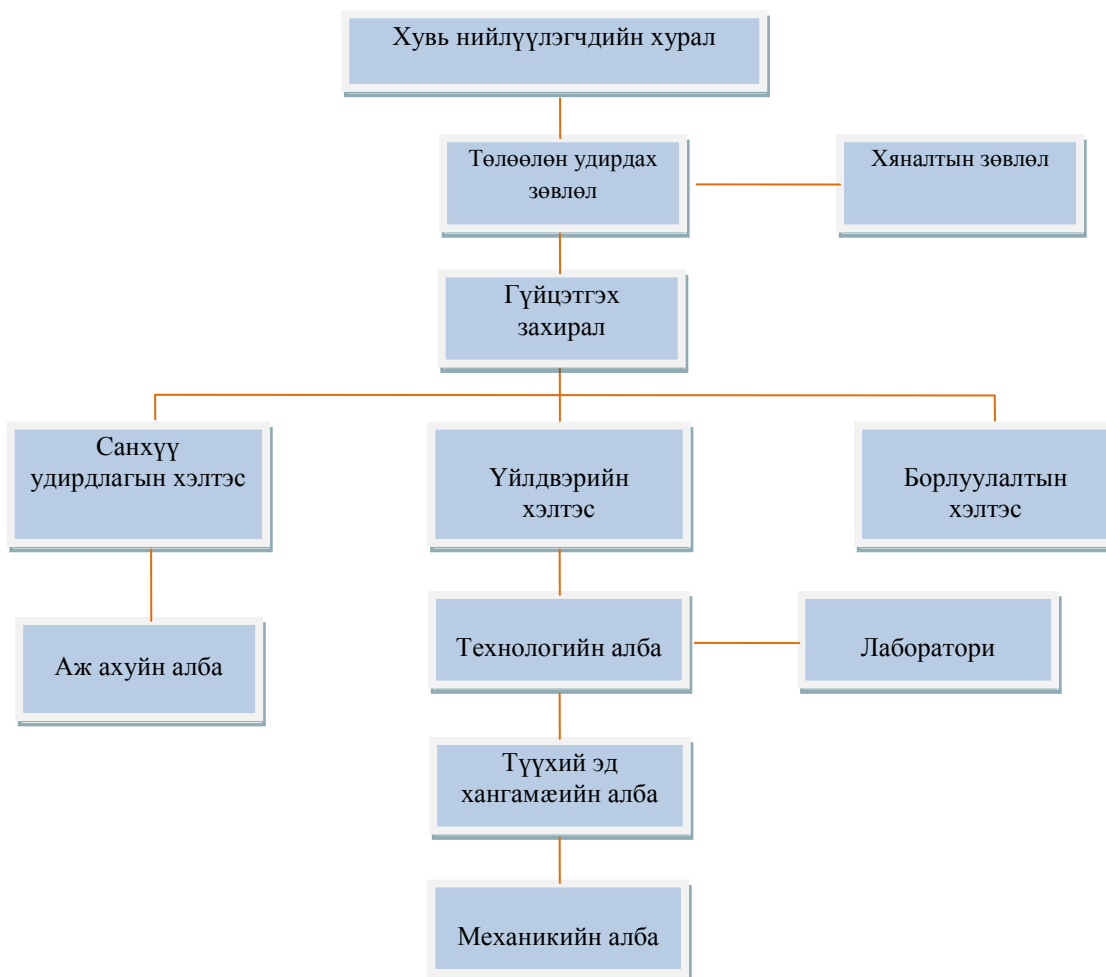 Хувь нийлүүлэгчдийн хурал
Төлөөлөн удирдах
зөвлөл
Хяналтын зөвлөл
Гүйцэтгэх
захирал
Санхүү
удирдлагын хэлтэс
Үйлдвэрийн
хэлтэс
Борлуулалтын
хэлтэс
Аж ахуйн алба
Технологийн алба
Лаборатори
Түүхий эд
хангамæийн алба
Механикийн алба